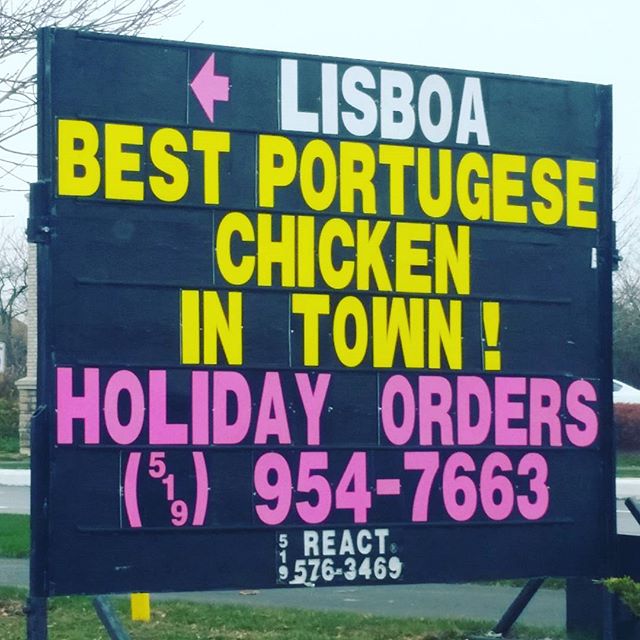 LISBOA
BEST PORTUGESE
CHICKEN
IN TOWN!
HOLIDAY ORDERS
(519) 954-7663
REACT
519 576-3469